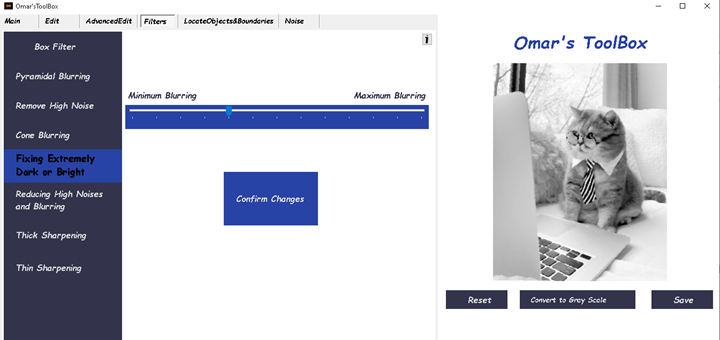 Omar'sToolBox
Main Edit AdvancedEdit Filters LocateObjects&Boundaries Noise
Box Filter
Pyramidal Blurring
Remove High Noise
Cone Blurring
Fixing Extremely
Dark or Bright
Reducing High Noises
and Blurring
Thick Sharpening
Thin Sharpening
i
Minimum Blurring Maximum Blurring
Confirm Changes
Omar's ToolBox
Reset Convert to Gray Scale Save